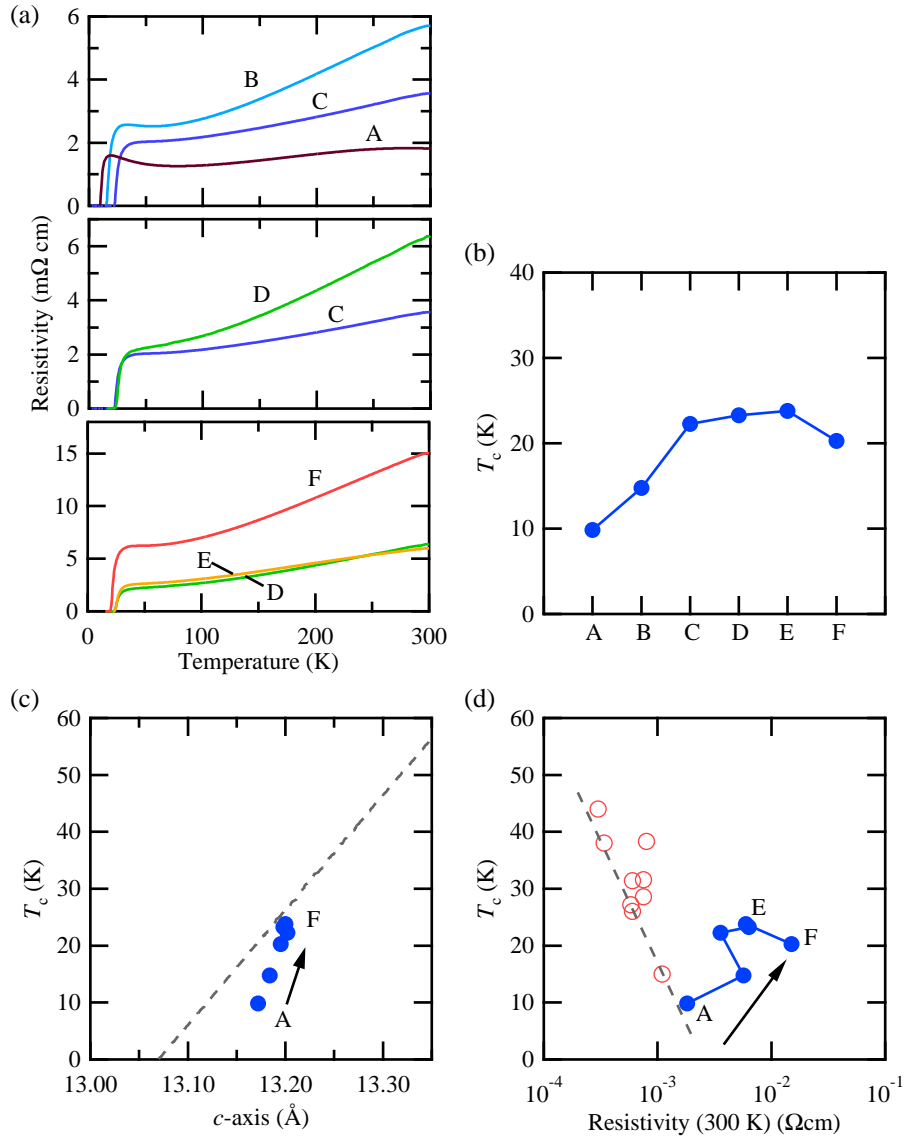 (a)
6
4
2
0
B
C
A
6
4
2
0
D
C
15
10
5
0
F
E
D
0
100
200
300
Resistivity (mΩ cm)
Temperature (K)
(b)
40
30
20
10
0
A B C D E F
T_c (K)
(c)
60
50
40
30
20
10
0
F
A
13.00 13.10 13.20 13.30
T_c (K)
c-axis (Å)
(d)
60
50
40
30
20
10
0
E
F
A
10⁻⁴ 10⁻³ 10⁻² 10⁻¹
T_c (K)
Resistivity (300 K) (Ωcm)